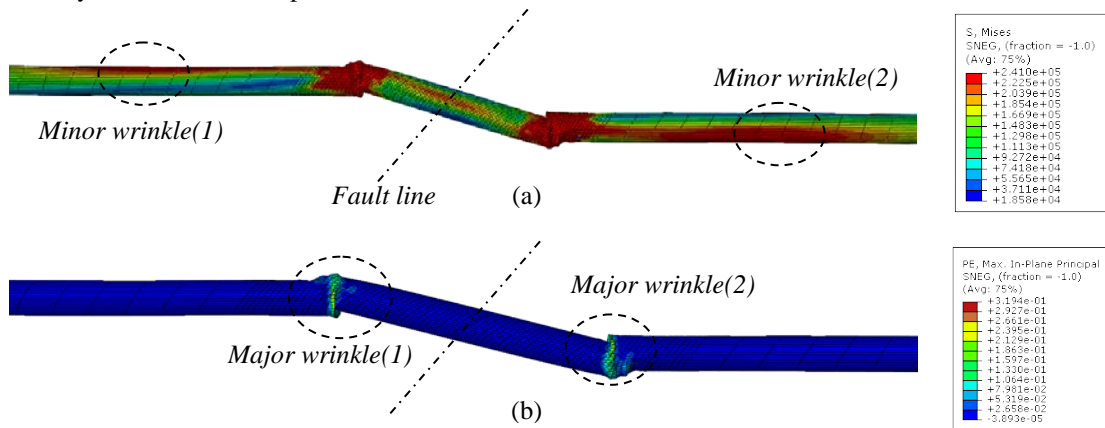 S, Mises
SNEG, (fraction = -1.0)
(Avg: 75%)
+2.410e+05
+2.225e+05
+2.039e+05
+1.854e+05
+1.669e+05
+1.483e+05
+1.298e+05
+1.113e+05
+9.272e+04
+7.418e+04
+5.565e+04
+3.711e+04
+1.858e+04
Minor wrinkle(1)
Minor wrinkle(2)
Fault line
(a)
PE, Max. In-Plane Principal
SNEG, (fraction = -1.0)
(Avg: 75%)
+3.194e-01
+2.927e-01
+2.661e-01
+2.395e-01
+2.129e-01
+1.863e-01
+1.597e-01
+1.330e-01
+1.064e-01
+7.981e-02
+5.319e-02
+2.658e-02
-3.893e-05
Major wrinkle(1)
Major wrinkle(2)
(b)